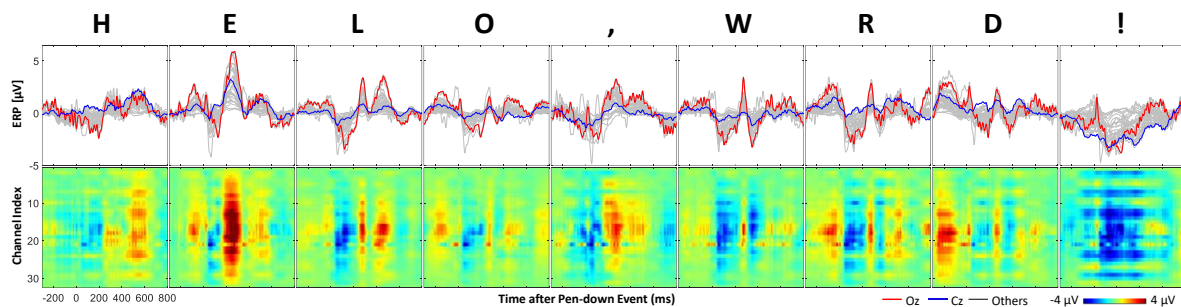 H E L O , W R D !
ERP [µV]
5
0
-5
Channel Index
10
20
30
-200 0 200 400 600 800
Time after Pen-down Event (ms)
Oz Cz Others -4 µV 4 µV